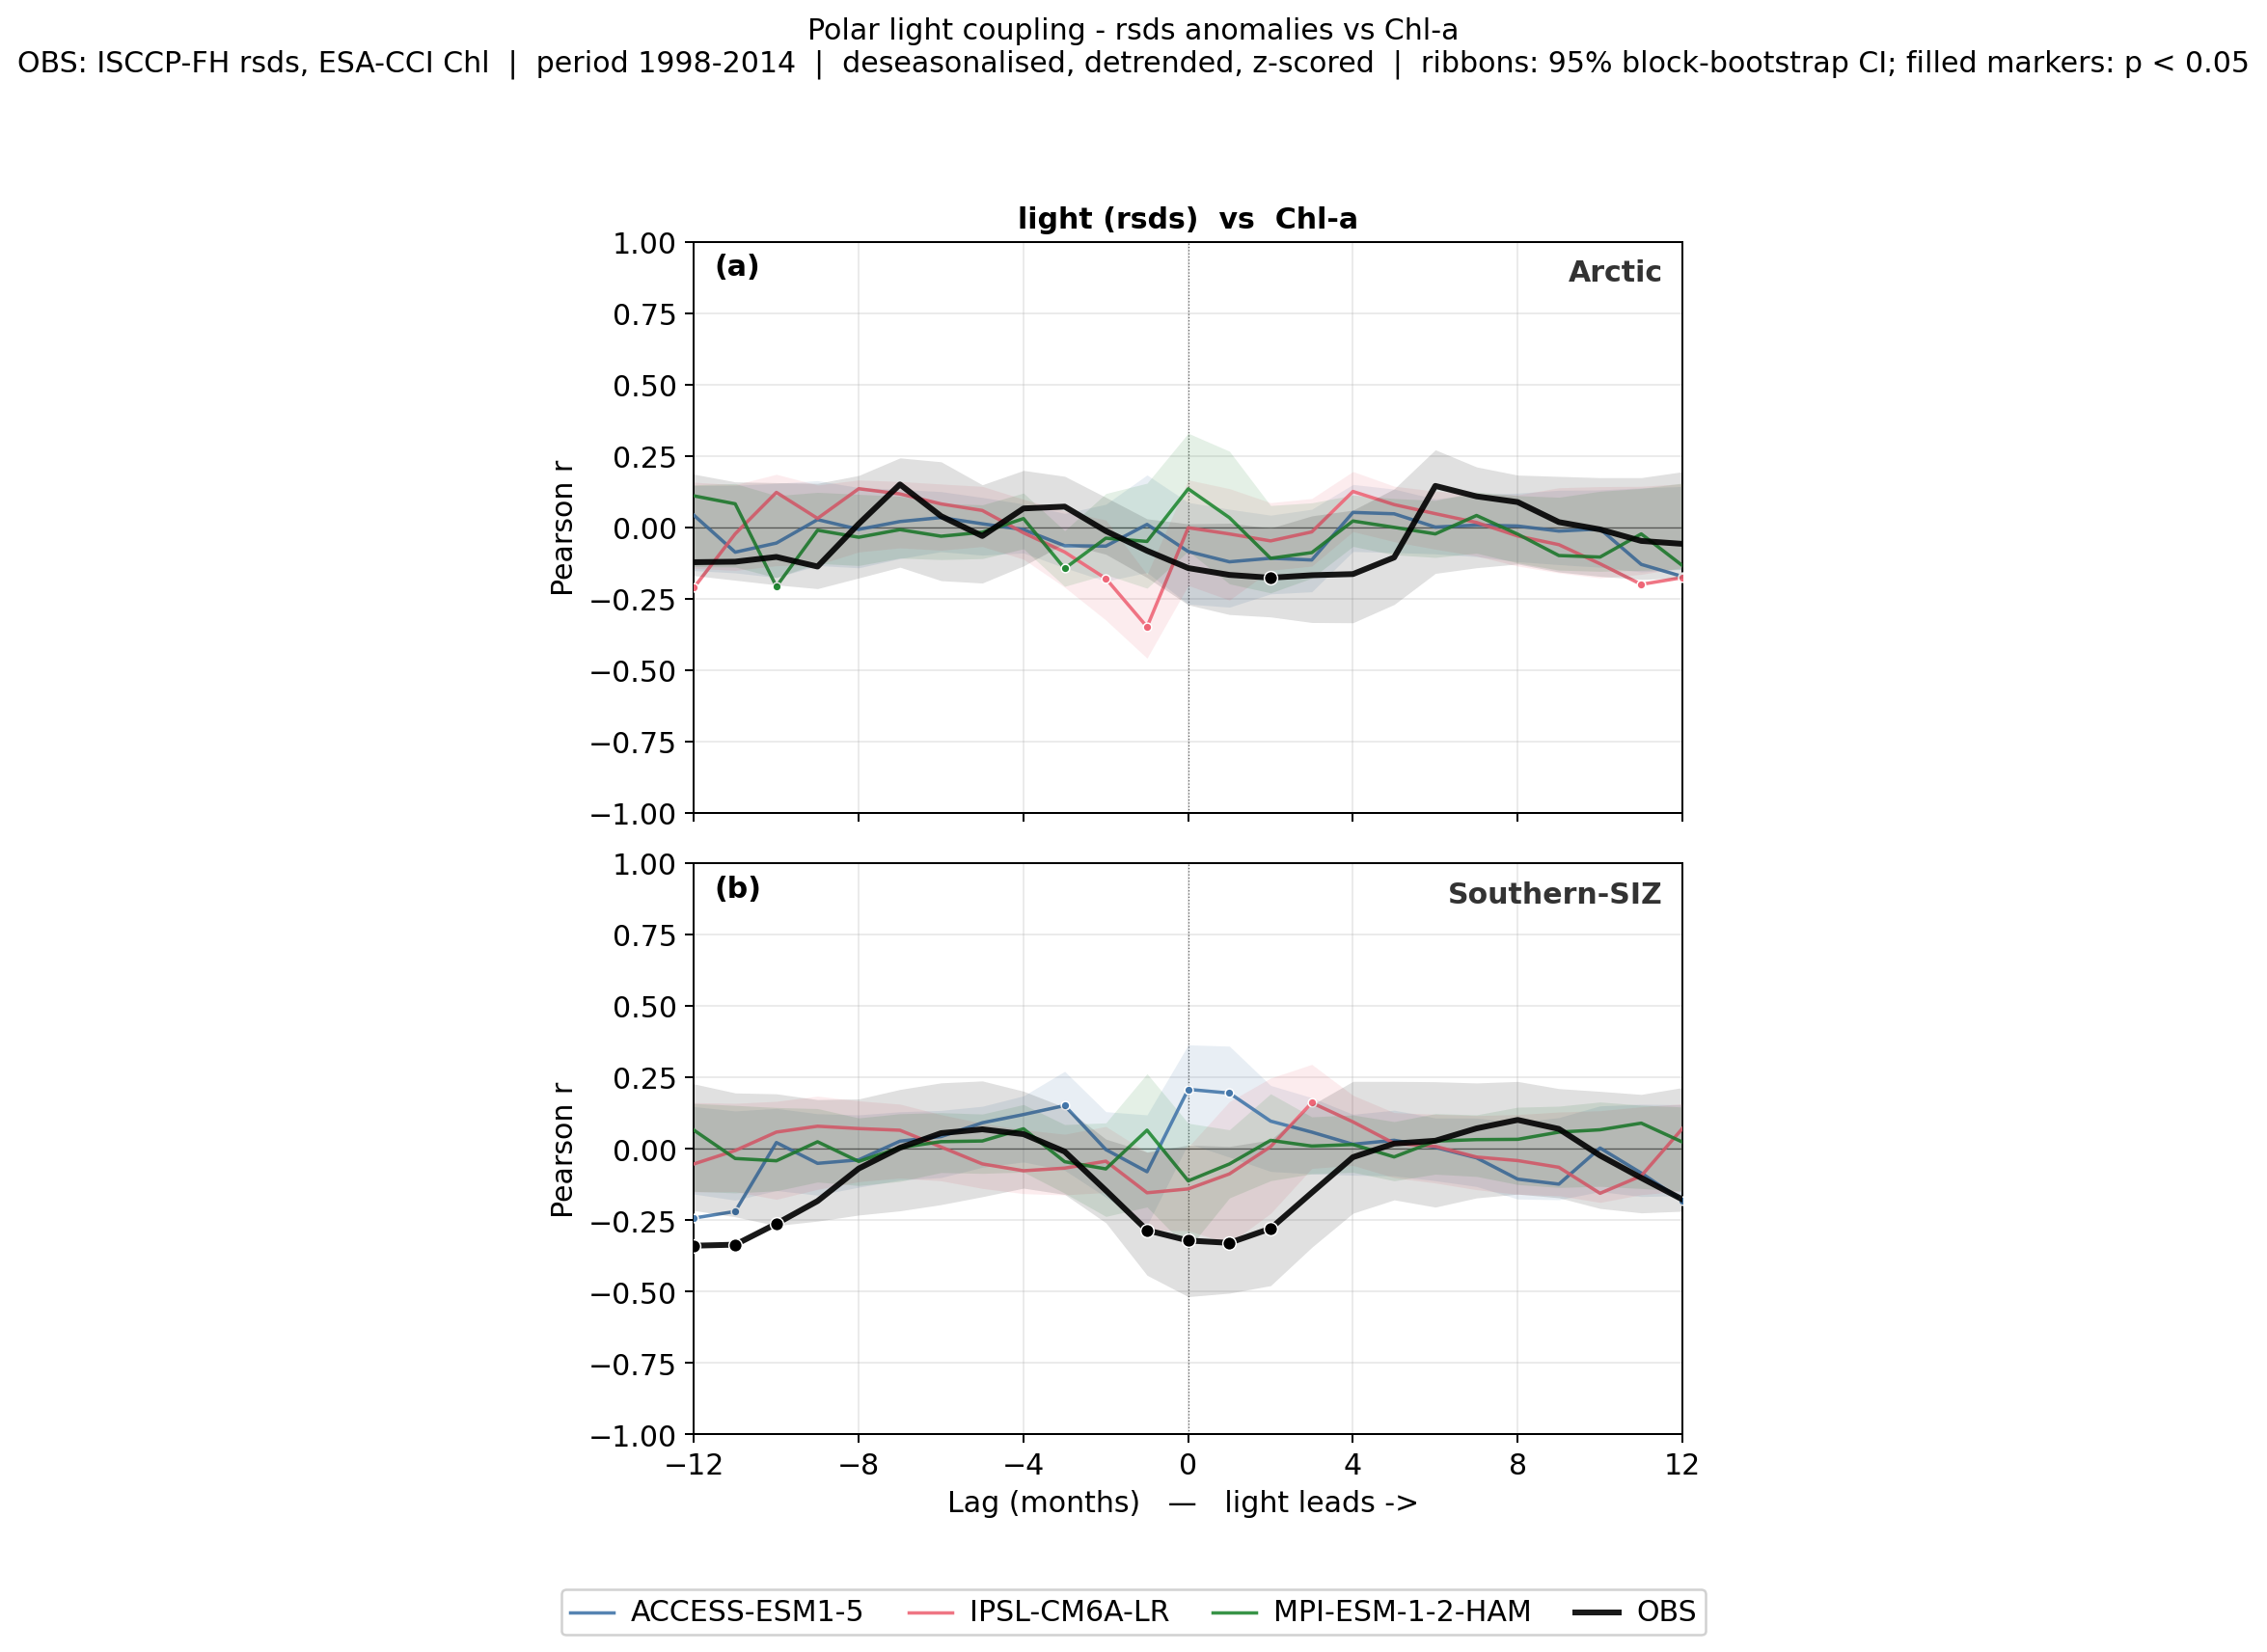 Polar light coupling - rsds anomalies vs Chl-a
OBS: ISCCP-FH rsds, ESA-CCI Chl | period 1998-2014 | deseasonalised, detrended, z-scored | ribbons: 95% block-bootstrap CI; filled markers: p < 0.05
light (rsds) vs Chl-a
(a)
Arctic
1.00
0.75
0.50
0.25
0.00
−0.25
−0.50
−0.75
−1.00
Pearson r
(b)
Southern-SIZ
1.00
0.75
0.50
0.25
0.00
−0.25
−0.50
−0.75
−1.00
Pearson r
−12 −8 −4 0 4 8 12
Lag (months) — light leads ->
ACCESS-ESM1-5 IPSL-CM6A-LR MPI-ESM-1-2-HAM OBS